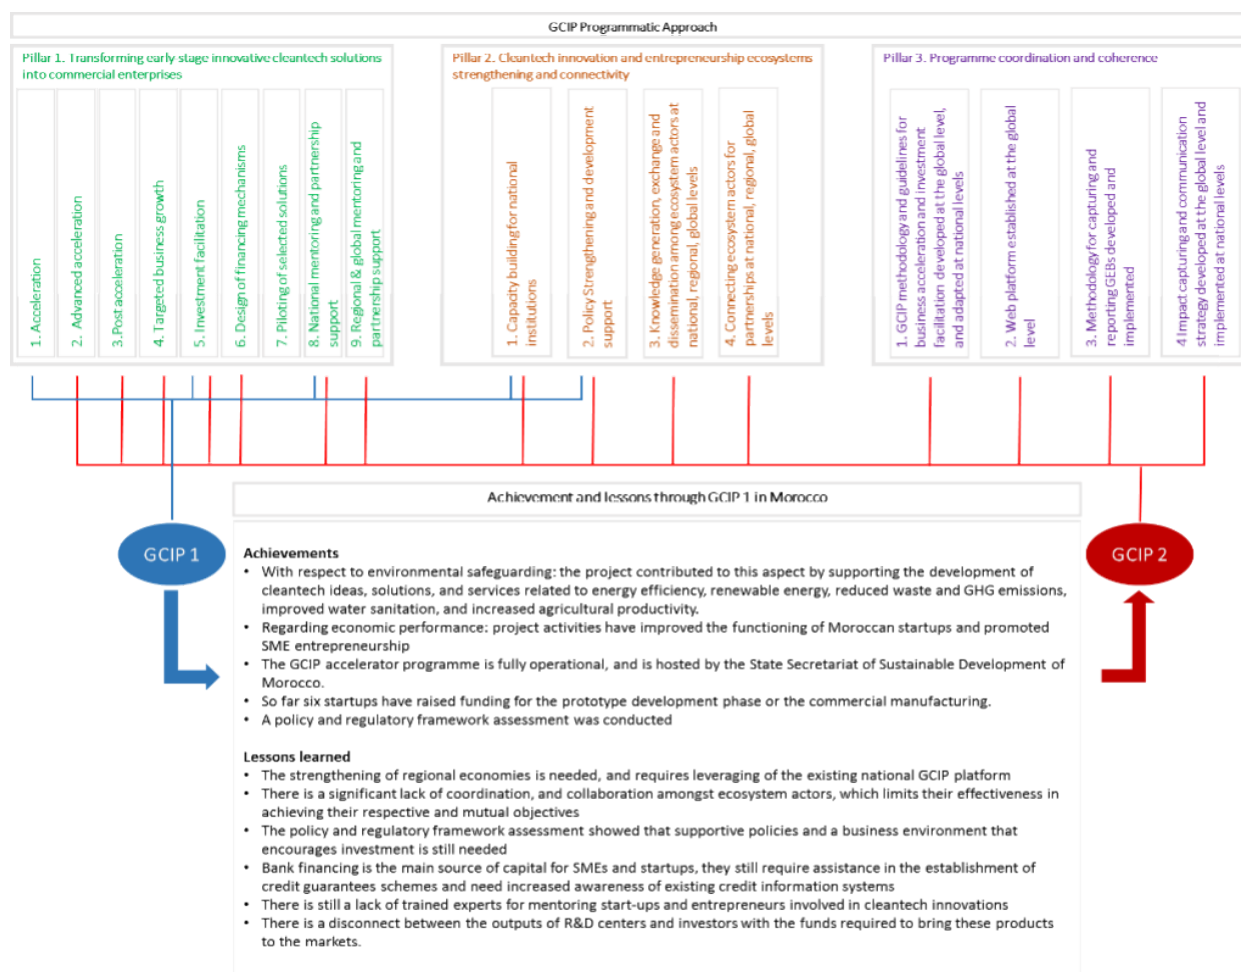 GCIP Programmatic Approach
Pillar 1. Transforming early stage innovative cleantech solutions
into commercial enterprises
1. Acceleration
2. Advanced acceleration
3.Post acceleration
4. Targeted business growth
5. Investment facilitation
6. Design of financing mechanisms
7. Piloting of selected solutions
8. National mentoring and partnership
support
9. Regional & global mentoring and
partnership support
Pillar 2. Cleantech innovation and entrepreneurship ecosystems
strengthening and connectivity
1. Capacity building for national
institutions
2. Policy Strengthening and development
support
3. Knowledge generation, exchange and
dissemination among ecosystem actors at
national, regional, global levels
4. Connecting ecosystem actors for
partnerships at national, regional, global
levels
Pillar 3. Programme coordination and coherence
1. GCIP methodology and guidelines for
business acceleration and investment
facilitation developed at the global level,
and adapted at national levels
2. Web platform established at the global
level
3. Methodology for capturing and
reporting GEBs developed and
implemented
4 Impact capturing and communication
strategy developed at the global level and
implemented at national levels
Achievement and lessons through GCIP 1 in Morocco
GCIP 1
GCIP 2
Achievements
• With respect to environmental safeguarding: the project contributed to this aspect by supporting the development of
cleantech ideas, solutions, and services related to energy efficiency, renewable energy, reduced waste and GHG emissions,
improved water sanitation, and increased agricultural productivity.
• Regarding economic performance: project activities have improved the functioning of Moroccan startups and promoted
SME entrepreneurship
• The GCIP accelerator programme is fully operational, and is hosted by the State Secretariat of Sustainable Development of
Morocco.
• So far six startups have raised funding for the prototype development phase or the commercial manufacturing.
• A policy and regulatory framework assessment was conducted
Lessons learned
• The strengthening of regional economies is needed, and requires leveraging of the existing national GCIP platform
• There is a significant lack of coordination, and collaboration amongst ecosystem actors, which limits their effectiveness in
achieving their respective and mutual objectives
• The policy and regulatory framework assessment showed that supportive policies and a business environment that
encourages investment is still needed
• Bank financing is the main source of capital for SMEs and startups, they still require assistance in the establishment of
credit guarantees schemes and need increased awareness of existing credit information systems
• There is still a lack of trained experts for mentoring start-ups and entrepreneurs involved in cleantech innovations
• There is a disconnect between the outputs of R&D centers and investors with the funds required to bring these products
to the markets.